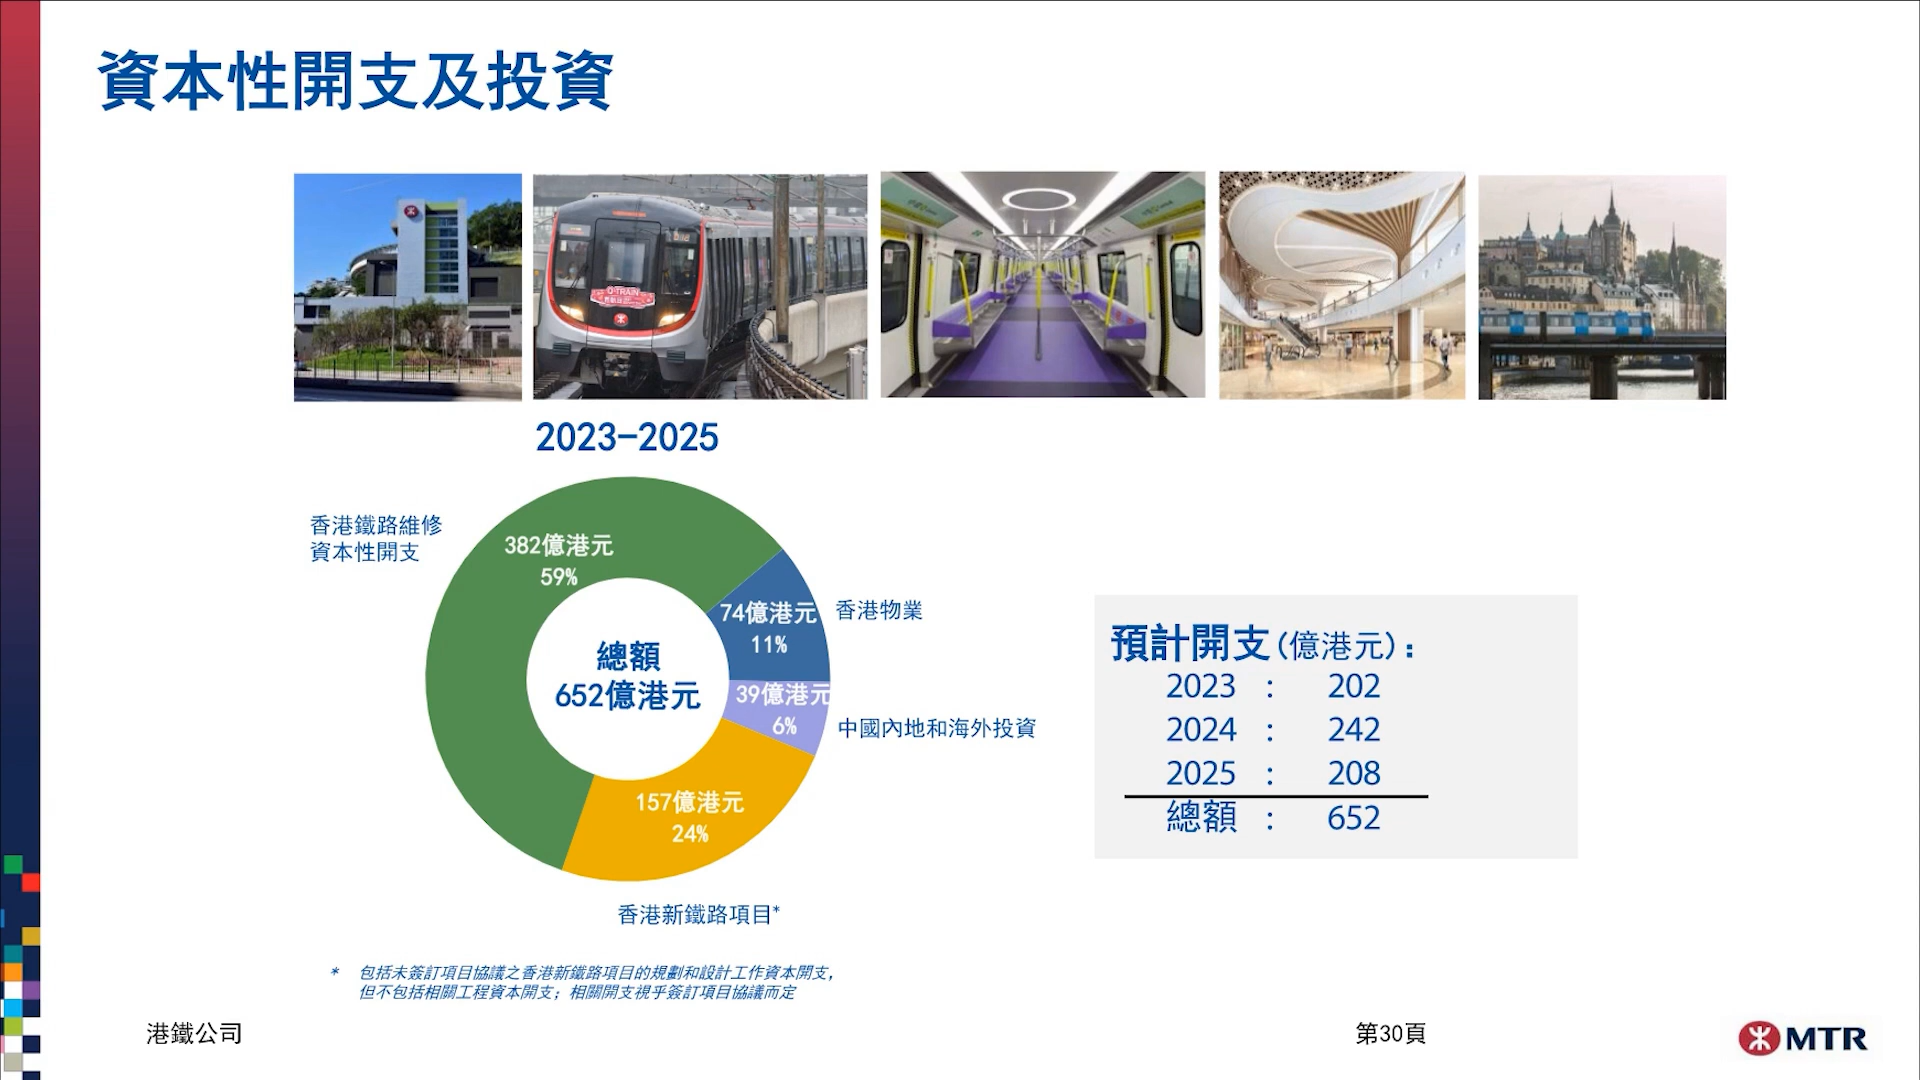 資本性開支及投資
Q-TRAIN
2023-2025
香港鐵路維修
資本性開支
382億港元
59%
74億港元
11%
香港物業
總額
652億港元
39億港元
6%
中國內地和海外投資
157億港元
24%
香港新鐵路項目*
預計開支(億港元):
2023 : 202
2024 : 242
2025 : 208
總額 : 652
* 包括未簽訂項目協議之香港新鐵路項目的規劃和設計工作資本開支,
但不包括相關工程資本開支; 相關開支視乎簽訂項目協議而定
港鐵公司
第30頁
MTR